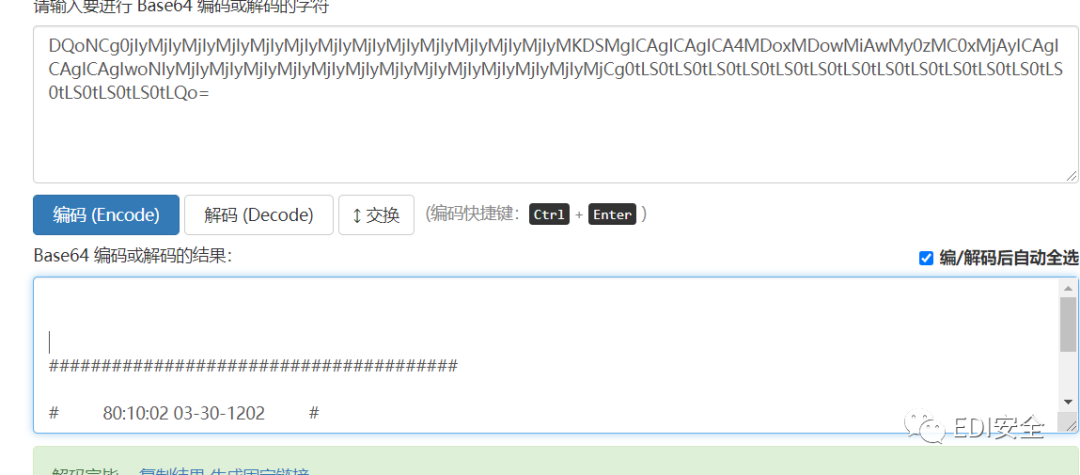 请输入要进行 Base64 编码或解码的字符
DQoNCg0jIyMjIyMjIyMjIyMjIyMjIyMjIyMjIyMjIyMjIyMjIyMjIyMjIyMKDSMgICAgICAgICA4MDoxMDowMiAwMy0zMC0xMjAyICAgI
CAgICAgICAgIwoNIyMjIyMjIyMjIyMjIyMjIyMjIyMjIyMjIyMjIyMjIyMjIyMjIyMjIyMjCg0tLS0tLS0tLS0tLS0tLS0tLS0tLS0tLS0tLS0tLS0tLS0tLS0tLS
0tLS0tLS0tLS0tLQo=
编码 (Encode)
解码 (Decode)
↕ 交换
(编码快捷键: Ctrl + Enter )
Base64 编码或解码的结果:
编/解码后自动全选
#######################################
# 80:10:02 03-30-1202 #
EDI安全
解码完毕。 复制结果 生成固定链接